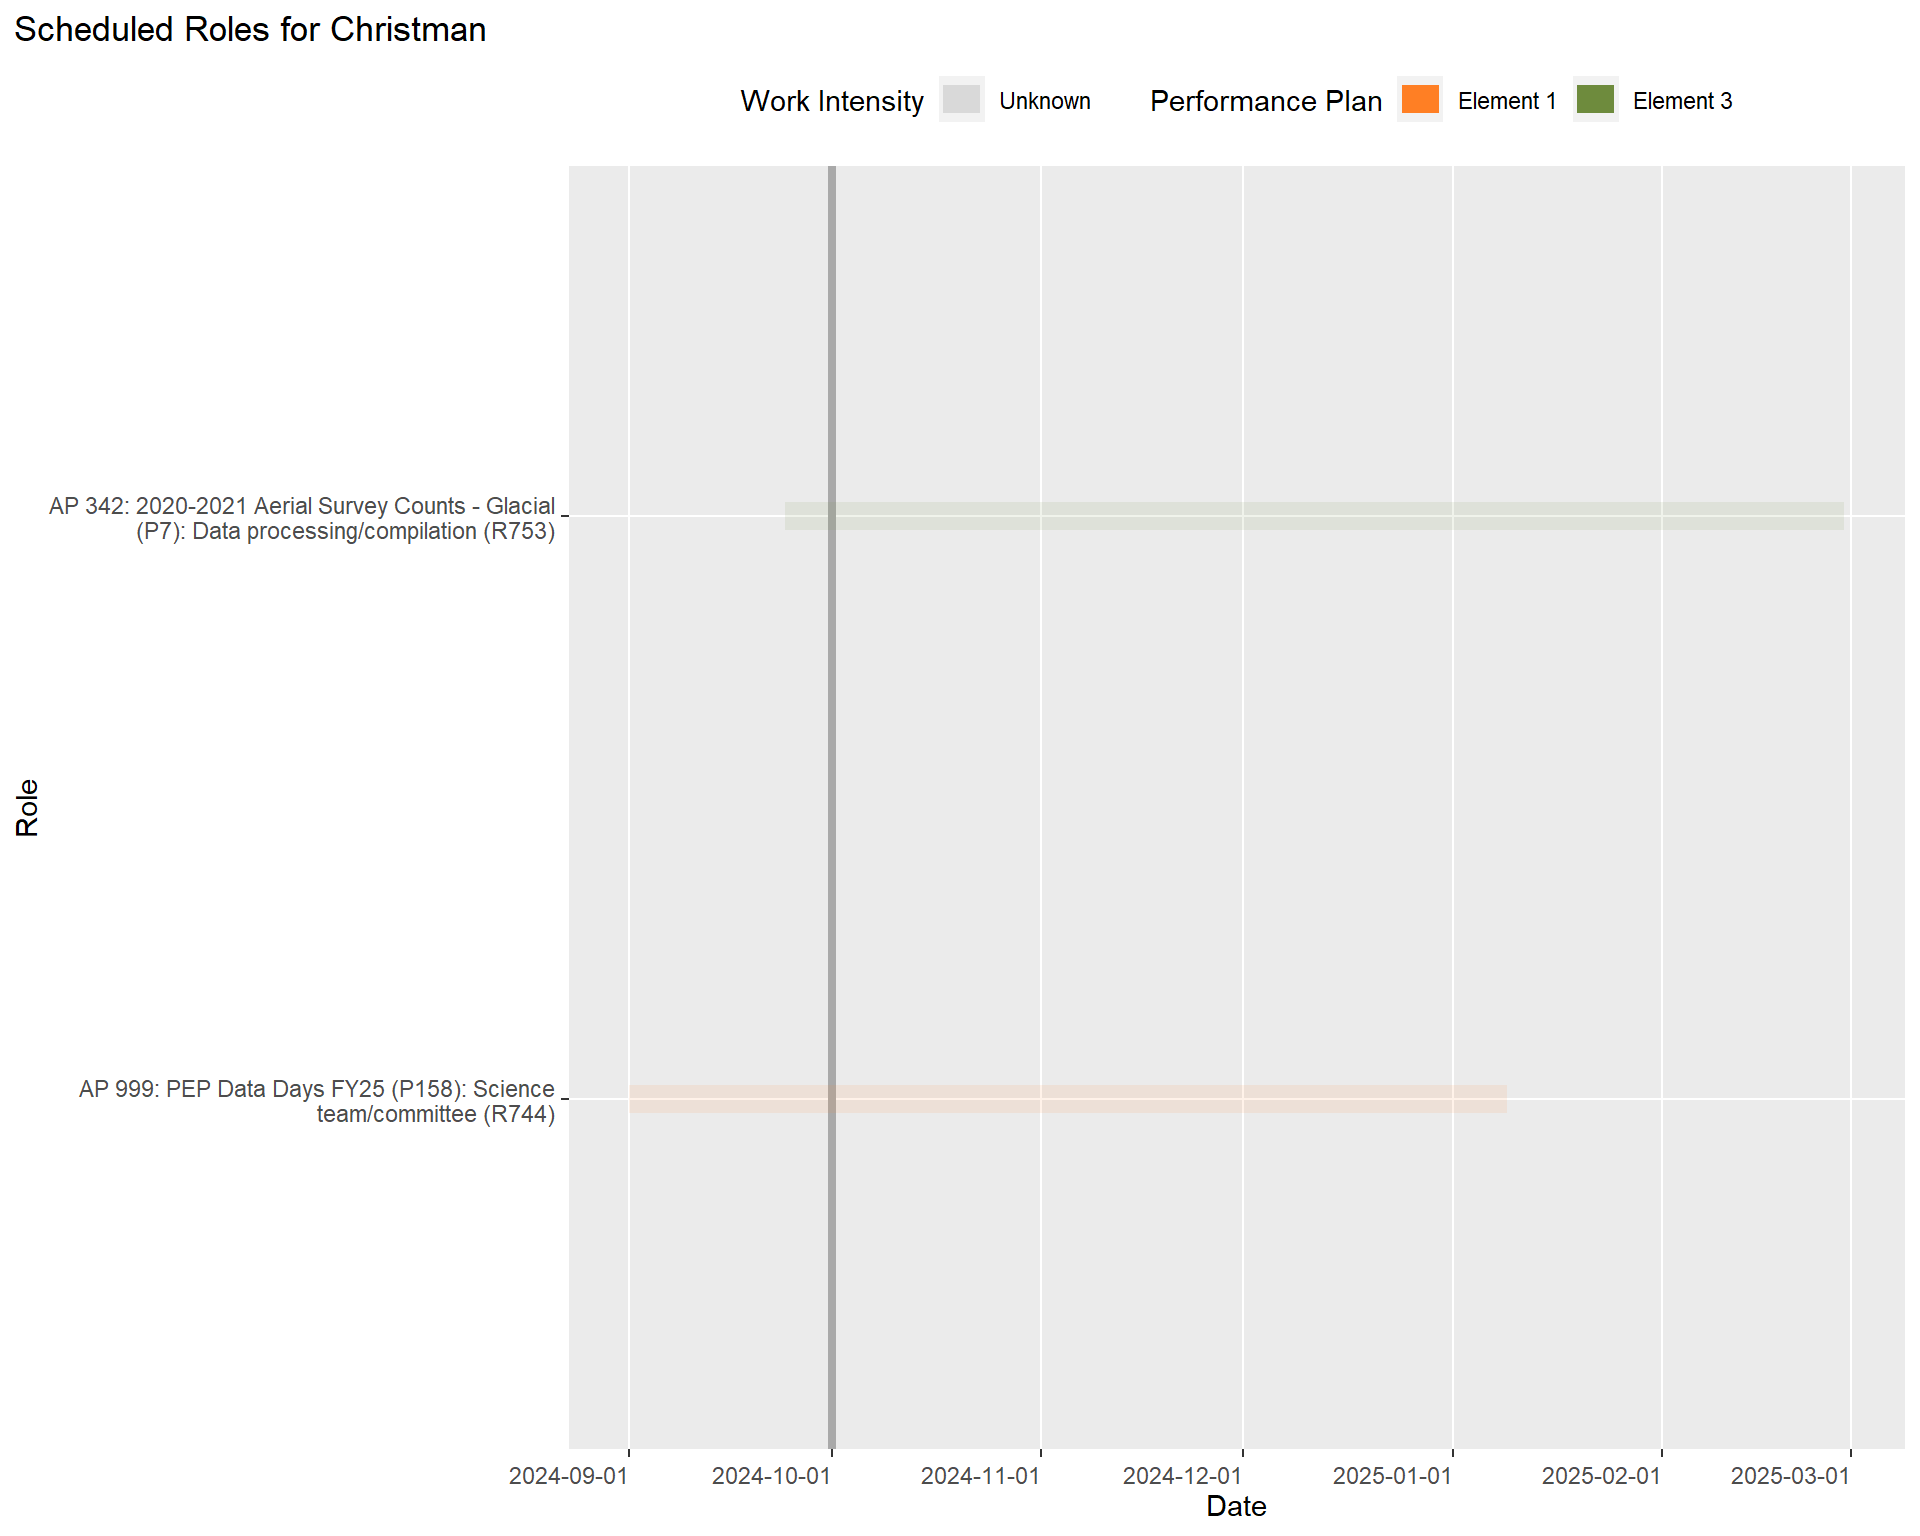 Scheduled Roles for Christman
Work Intensity Unknown Performance Plan Element 1 Element 3
AP 342: 2020-2021 Aerial Survey Counts - Glacial
(P7): Data processing/compilation (R753)
Role
AP 999: PEP Data Days FY25 (P158): Science
team/committee (R744)
2024-09-01 2024-10-01 2024-11-01 2024-12-01 2025-01-01 2025-02-01 2025-03-01
Date